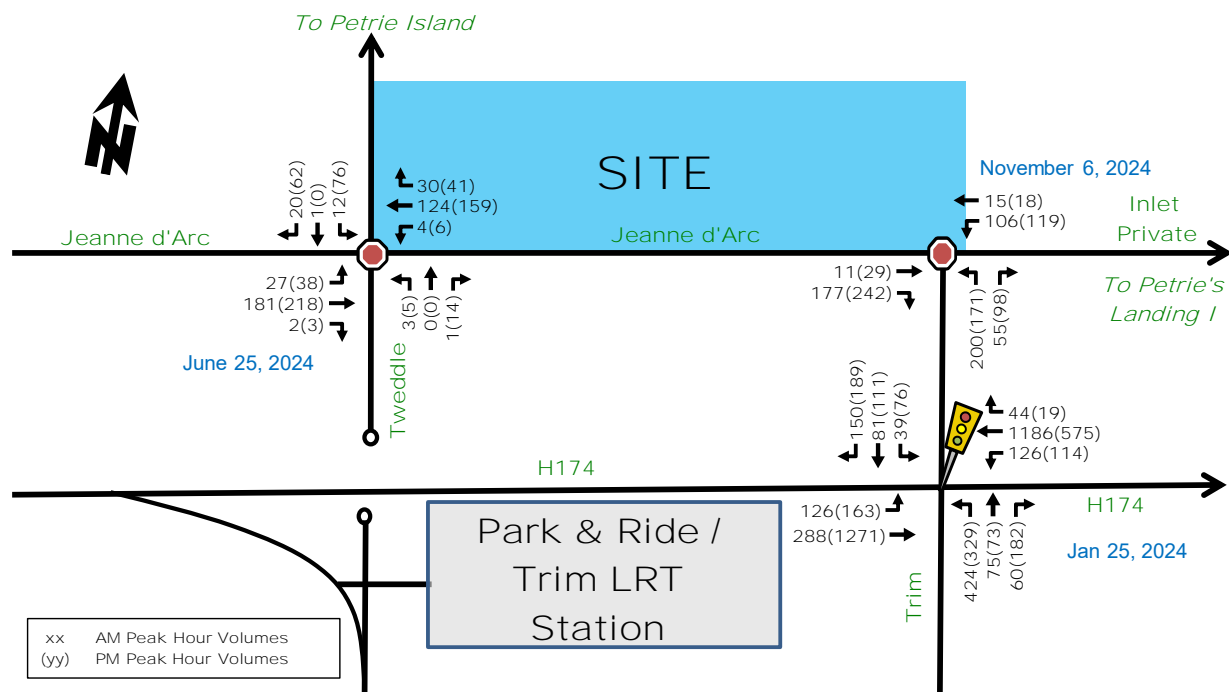 To Petrie Island
N
SITE
November 6, 2024
20(62)
1(0)
12(76)
30(41)
124(159)
4(6)
15(18)
106(119)
Inlet
Private
Jeanne d'Arc
Jeanne d'Arc
27(38)
181(218)
2(3)
3(5)
0(0)
1(14)
11(29)
177(242)
200(171)
55(98)
To Petrie's
Landing I
June 25, 2024
Tweddle
150(189)
81(111)
39(76)
44(19)
1186(575)
126(114)
H174
H174
126(163)
288(1271)
424(329)
75(73)
60(182)
Jan 25, 2024
Trim
Park & Ride /
Trim LRT
Station
xx AM Peak Hour Volumes
(yy) PM Peak Hour Volumes